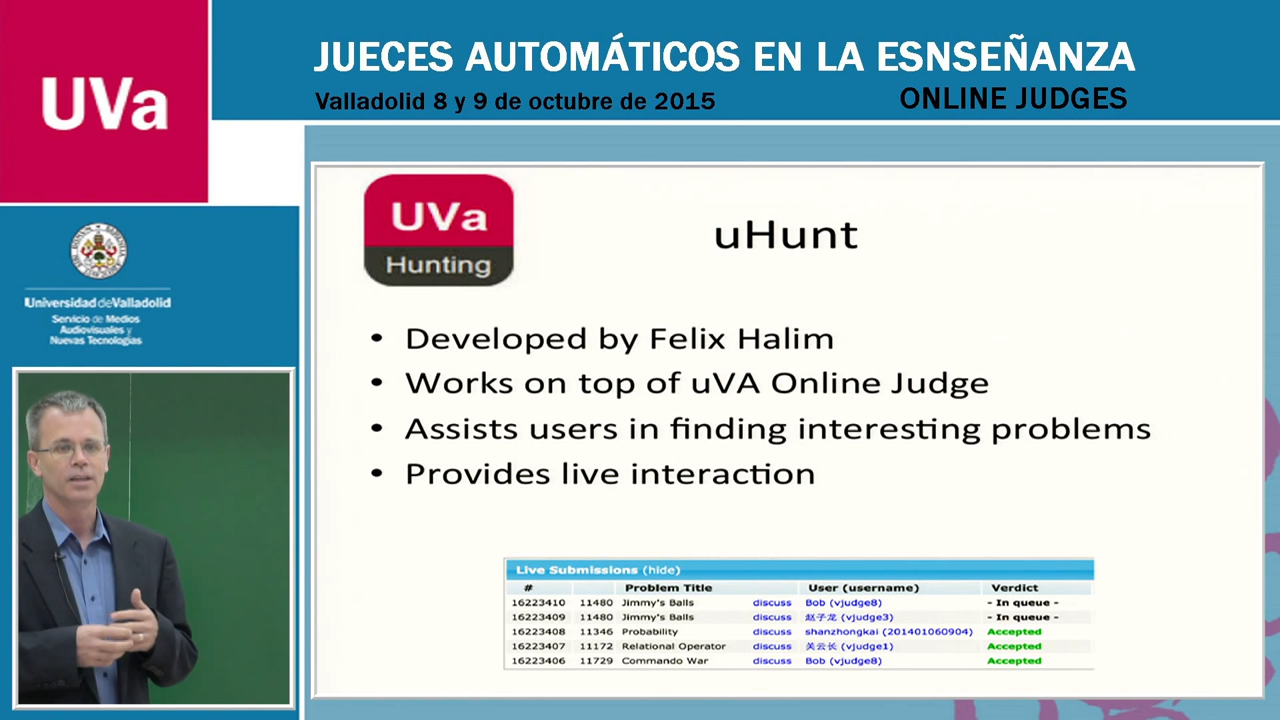 UVa
JUECES AUTOMÁTICOS EN LA ESNSEÑANZA
Valladolid 8 y 9 de octubre de 2015
ONLINE JUDGES
Universidad de Valladolid
Servicio de Medios
Audiovisuales y
Nuevas Tecnologías
UVa
Hunting
uHunt
• Developed by Felix Halim
• Works on top of uVA Online Judge
• Assists users in finding interesting problems
• Provides live interaction
Live Submissions (hide)
# Problem Title User (username) Verdict
16223410 11480 Jimmy's Balls discuss Bob (vjudge8) - In queue -
16223409 11480 Jimmy's Balls discuss 赵子龙 (vjudge3) - In queue -
16223408 11346 Probability discuss shanzhongkai (201401060904) Accepted
16223407 11172 Relational Operator discuss 关云长 (vjudge1) Accepted
16223406 11729 Commando War discuss Bob (vjudge8) Accepted